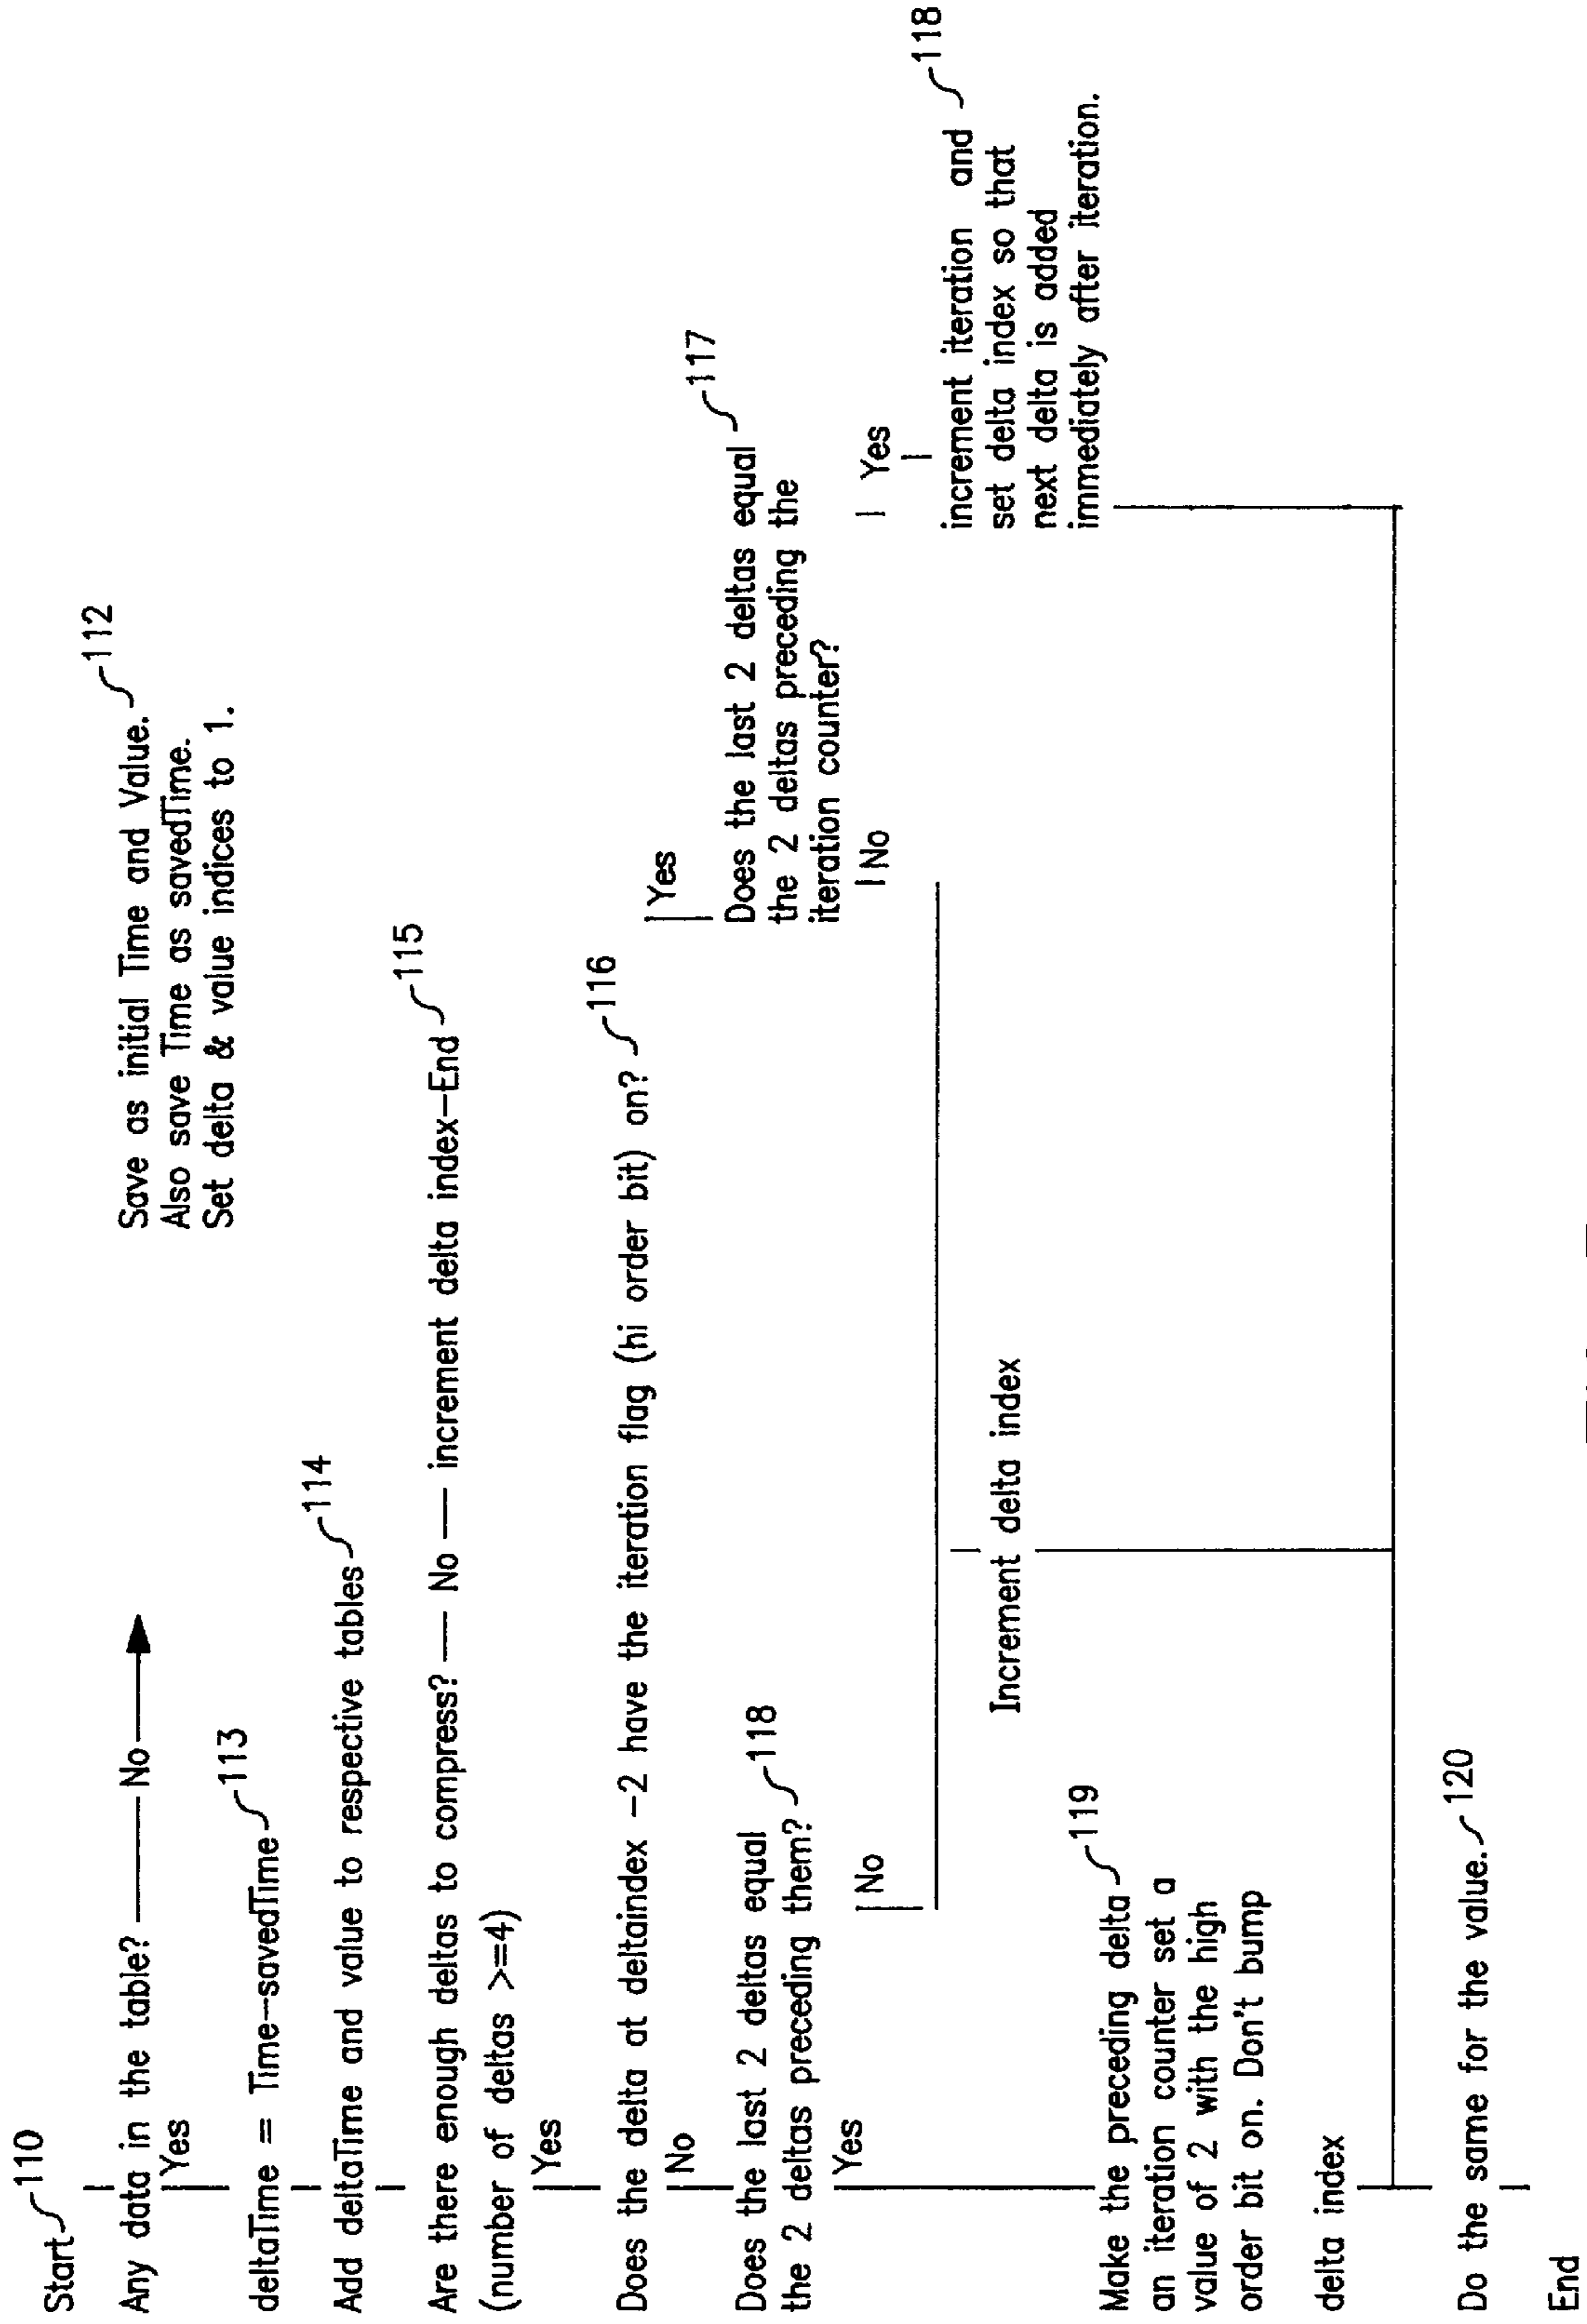 Start 110
Any data in the table? No
Save as initial Time and Value. 112
Also save Time as savedTime.
Set delta & value indices to 1.
Yes
deltaTime = Time-savedTime 113
Add deltaTime and value to respective tables 114
Are there enough deltas to compress? No increment delta index-End 115
(number of deltas >=4)
Yes
Does the delta at deltaindex -2 have the iteration flag (hi order bit) on? 116
No
Yes
Does the last 2 deltas equal 118
the 2 deltas preceding them?
Does the last 2 deltas equal 117
the 2 deltas preceding the
iteration counter?
Yes
No
No
Yes
increment iteration and 118
set delta index so that
next delta is added
immediately after iteration.
Increment delta index
Make the preceding delta 119
an iteration counter set a
value of 2 with the high
order bit on. Don't bump
delta index
Do the same for the value. 120
End